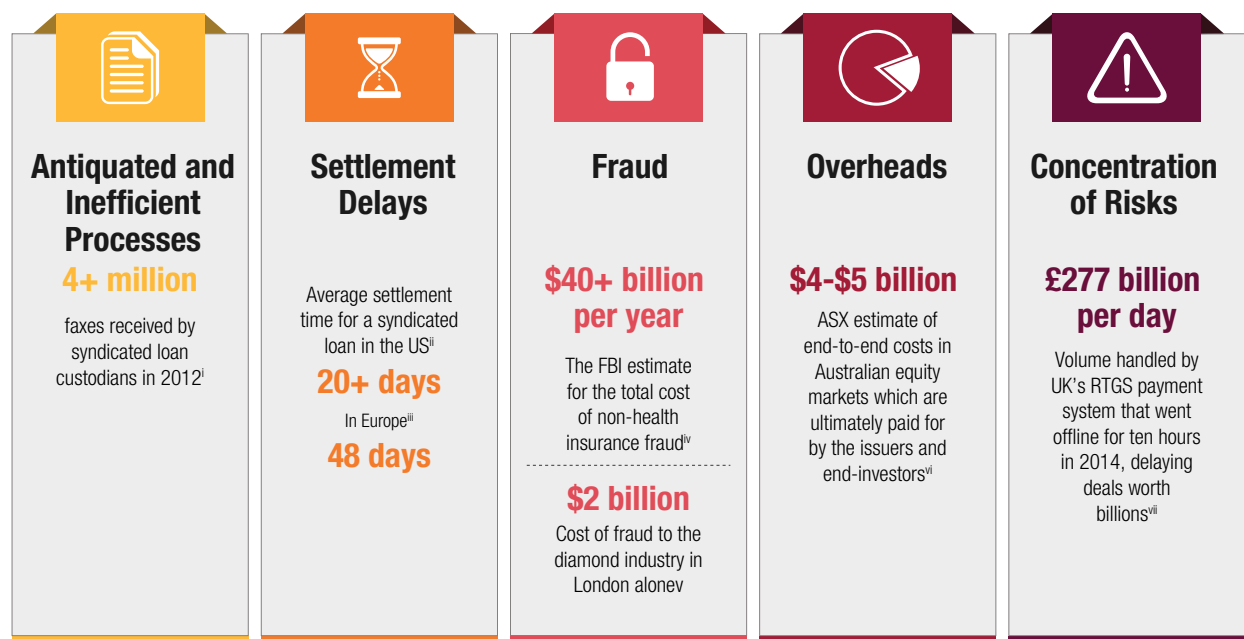 Antiquated and
Inefficient
Processes
4+ million
faxes received by
syndicated loan
custodians in 2012ⁱ
Settlement
Delays
Average settlement
time for a syndicated
loan in the USⁱⁱ
20+ days
In Europeⁱⁱⁱ
48 days
Fraud
$40+ billion
per year
The FBI estimate
for the total cost
of non-health
insurance fraudⁱᵛ
$2 billion
Cost of fraud to the
diamond industry in
London alonev
Overheads
$4-$5 billion
ASX estimate of
end-to-end costs in
Australian equity
markets which are
ultimately paid for
by the issuers and
end-investorsᵛⁱ
Concentration
of Risks
£277 billion
per day
Volume handled by
UK's RTGS payment
system that went
offline for ten hours
in 2014, delaying
deals worth
billionsᵛⁱⁱ